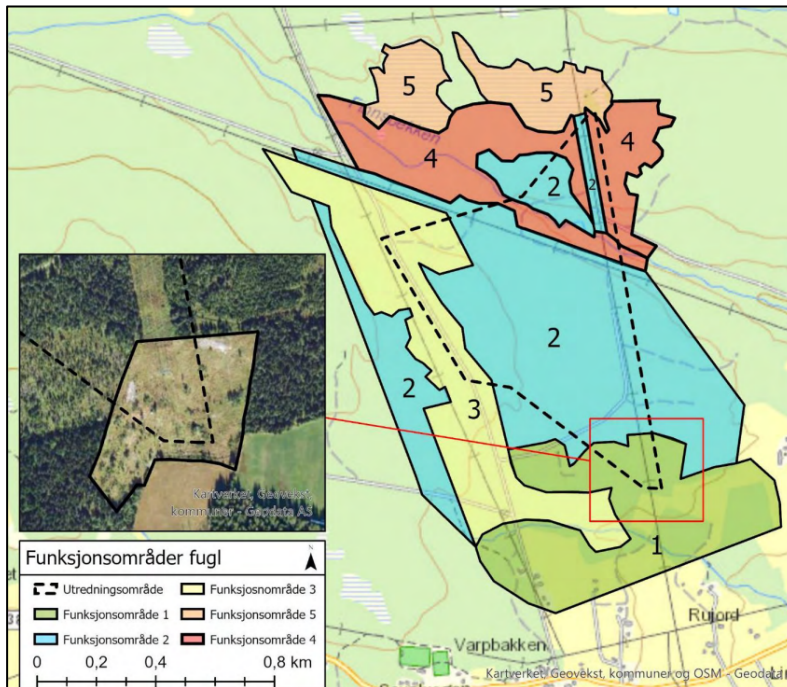 Flonsbekken
5
5
4
4
2
2
2
2
3
1
Kartverket, Geovekst,
kommuner - Geodata AS
Funksjonsområder fugl
N
Utredningsområde
Funksjonsområde 1
Funksjonsområde 2
Funksjosnområde 3
Funksjonsområde 5
Funksjonsområde 4
0
0,2
0,4
0,8 km
Varpbakken
Rujord
Kartverket, Geovekst, kommuner og OSM - Geodata